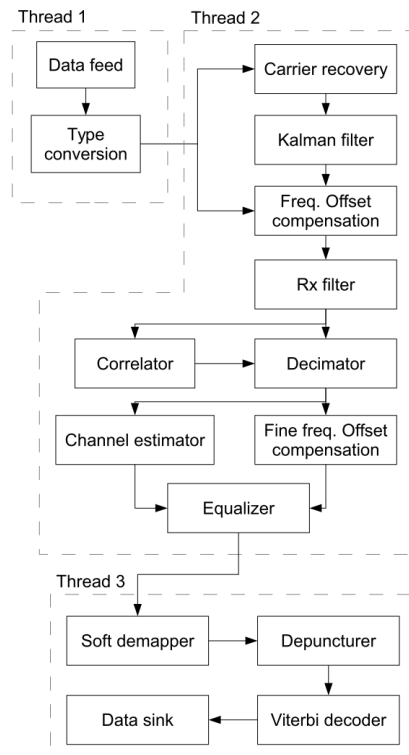 Thread 1
Thread 2
Data feed
Carrier recovery
Type
conversion
Kalman filter
Freq. Offset
compensation
Rx filter
Correlator
Decimator
Channel estimator
Fine freq. Offset
compensation
Equalizer
Thread 3
Soft demapper
Depuncturer
Data sink
Viterbi decoder